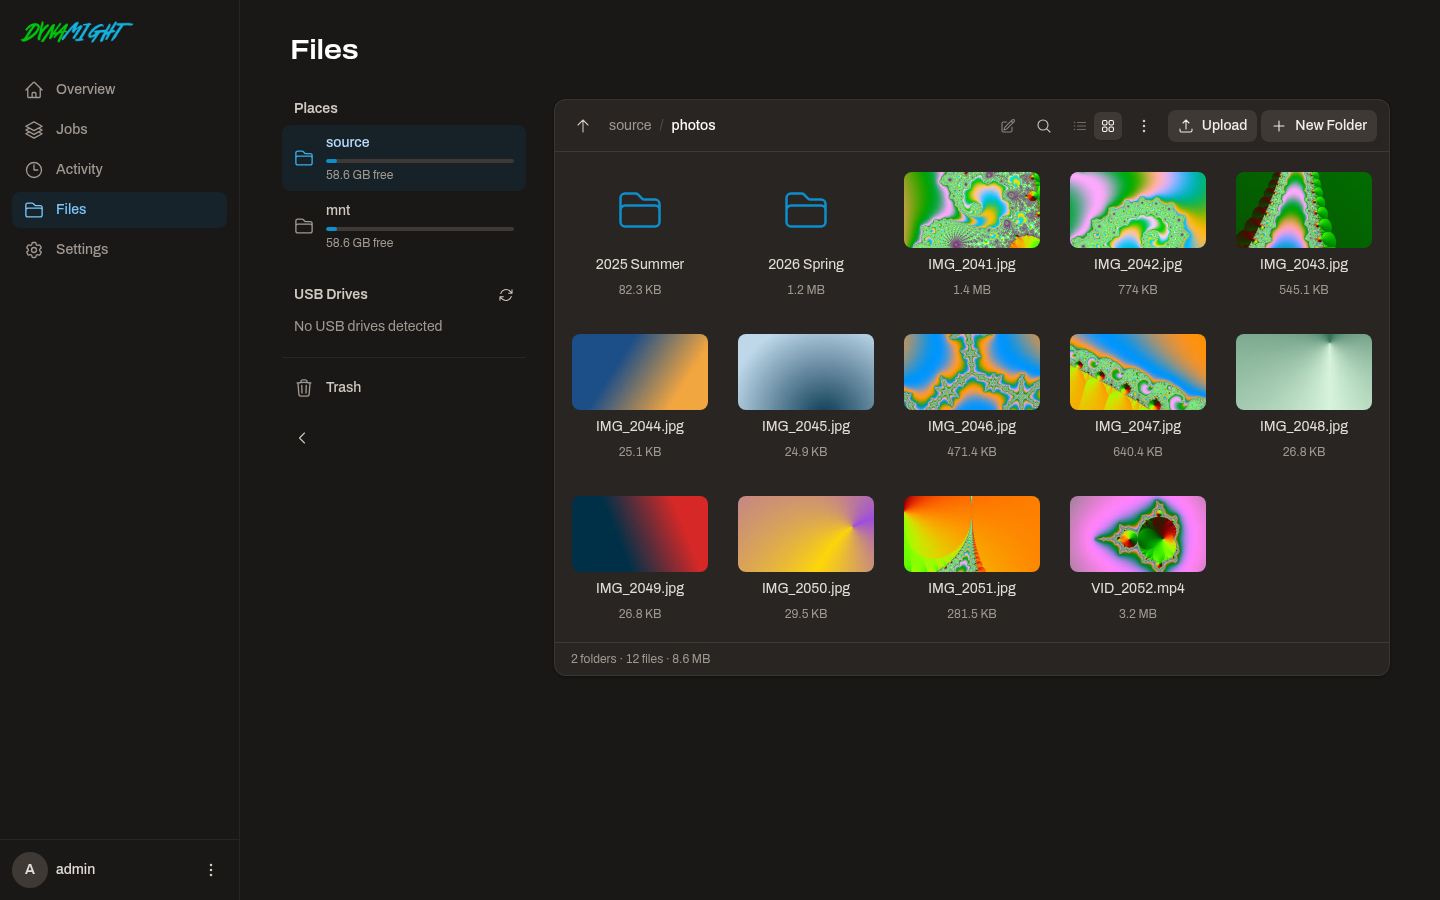 DYNAMIGHT
Overview
Jobs
Activity
Files
Settings
Files
Places
source
58.6 GB free
mnt
58.6 GB free
USB Drives
No USB drives detected
Trash
source / photos
Upload
New Folder
2025 Summer
82.3 KB
2026 Spring
1.2 MB
IMG_2041.jpg
1.4 MB
IMG_2042.jpg
774 KB
IMG_2043.jpg
545.1 KB
IMG_2044.jpg
25.1 KB
IMG_2045.jpg
24.9 KB
IMG_2046.jpg
471.4 KB
IMG_2047.jpg
640.4 KB
IMG_2048.jpg
26.8 KB
IMG_2049.jpg
26.8 KB
IMG_2050.jpg
29.5 KB
IMG_2051.jpg
281.5 KB
VID_2052.mp4
3.2 MB
2 folders · 12 files · 8.6 MB
A
admin